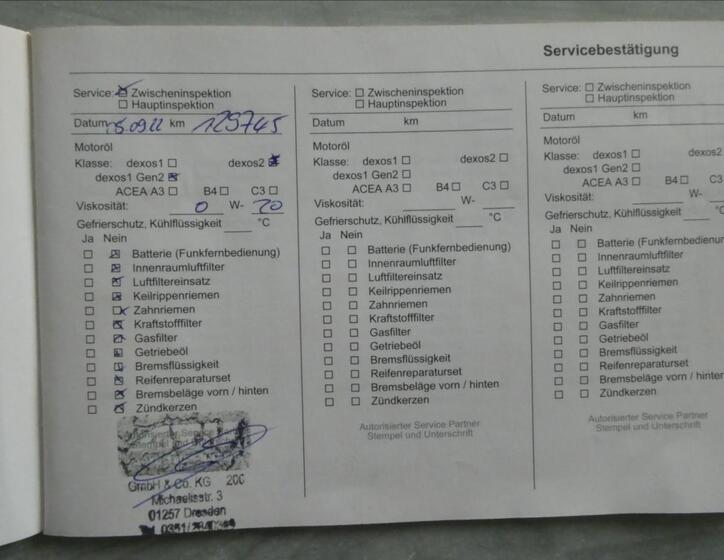 Servicebestätigung
Service: Zwischeninspektion
Hauptinspektion
Datum 15.09.22 km 129745
Motoröl
Klasse: dexos1 dexos2
dexos1 Gen2
ACEA A3 B4 C3
Viskosität: 0 W- 20
Gefrierschutz, Kühlflüssigkeit °C
Ja Nein
Batterie (Funkfernbedienung)
Innenraumluftfilter
Luftfiltereinsatz
Keilrippenriemen
Zahnriemen
Kraftstofffilter
Gasfilter
Getriebeöl
Bremsflüssigkeit
Reifenreparaturset
Bremsbeläge vorn / hinten
Zündkerzen
Autorisierter Service
GmbH & Co. KG 200
Michaelisstr. 3
01257 Dresden
Service: Zwischeninspektion
Hauptinspektion
Datum km
Motoröl
Klasse: dexos1 dexos2
dexos1 Gen2
ACEA A3 B4 C3
Viskosität: W-
Gefrierschutz, Kühlflüssigkeit °C
Ja Nein
Batterie (Funkfernbedienung)
Innenraumluftfilter
Luftfiltereinsatz
Keilrippenriemen
Zahnriemen
Kraftstofffilter
Gasfilter
Getriebeöl
Bremsflüssigkeit
Reifenreparaturset
Bremsbeläge vorn / hinten
Zündkerzen
Autorisierter Service Partner
Stempel und Unterschrift
Service: Zwischeninspektion
Hauptinspektion
Datum km
Motoröl
Klasse: dexos1 dexos2
dexos1 Gen2
ACEA A3 B4 C3
Viskosität: W-
Gefrierschutz, Kühlflüssigkeit °C
Ja Nein
Batterie (Funkfernbedienu
Innenraumluftfilter
Luftfiltereinsatz
Keilrippenriemen
Zahnriemen
Kraftstofffilter
Gasfilter
Getriebeöl
Bremsflüssigkeit
Reifenreparaturset
Bremsbeläge vorn / hinten
Zündkerzen
Autorisierter Service Partner
Stempel und Unterschrift